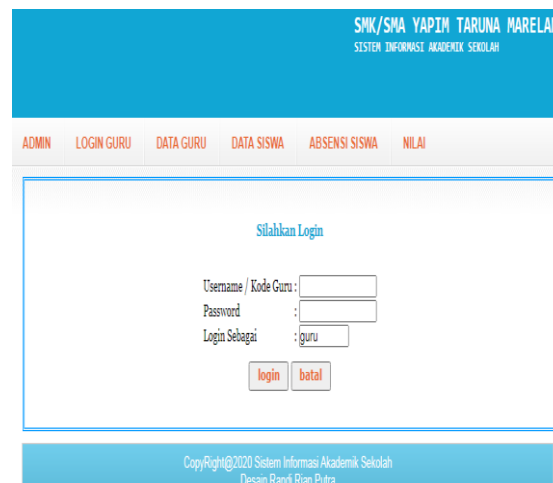 SMK/SMA YAPIM TARUNA MARELAN
SISTEM INFORMASI AKADEMIK SEKOLAH
ADMIN LOGIN GURU DATA GURU DATA SISWA ABSENSI SISWA NILAI
Silahkan Login
Username / Kode Guru :
Password :
Login Sebagai : guru
login batal
CopyRight@2020 Sistem Informasi Akademik Sekolah
Desain Randi Rian Putra